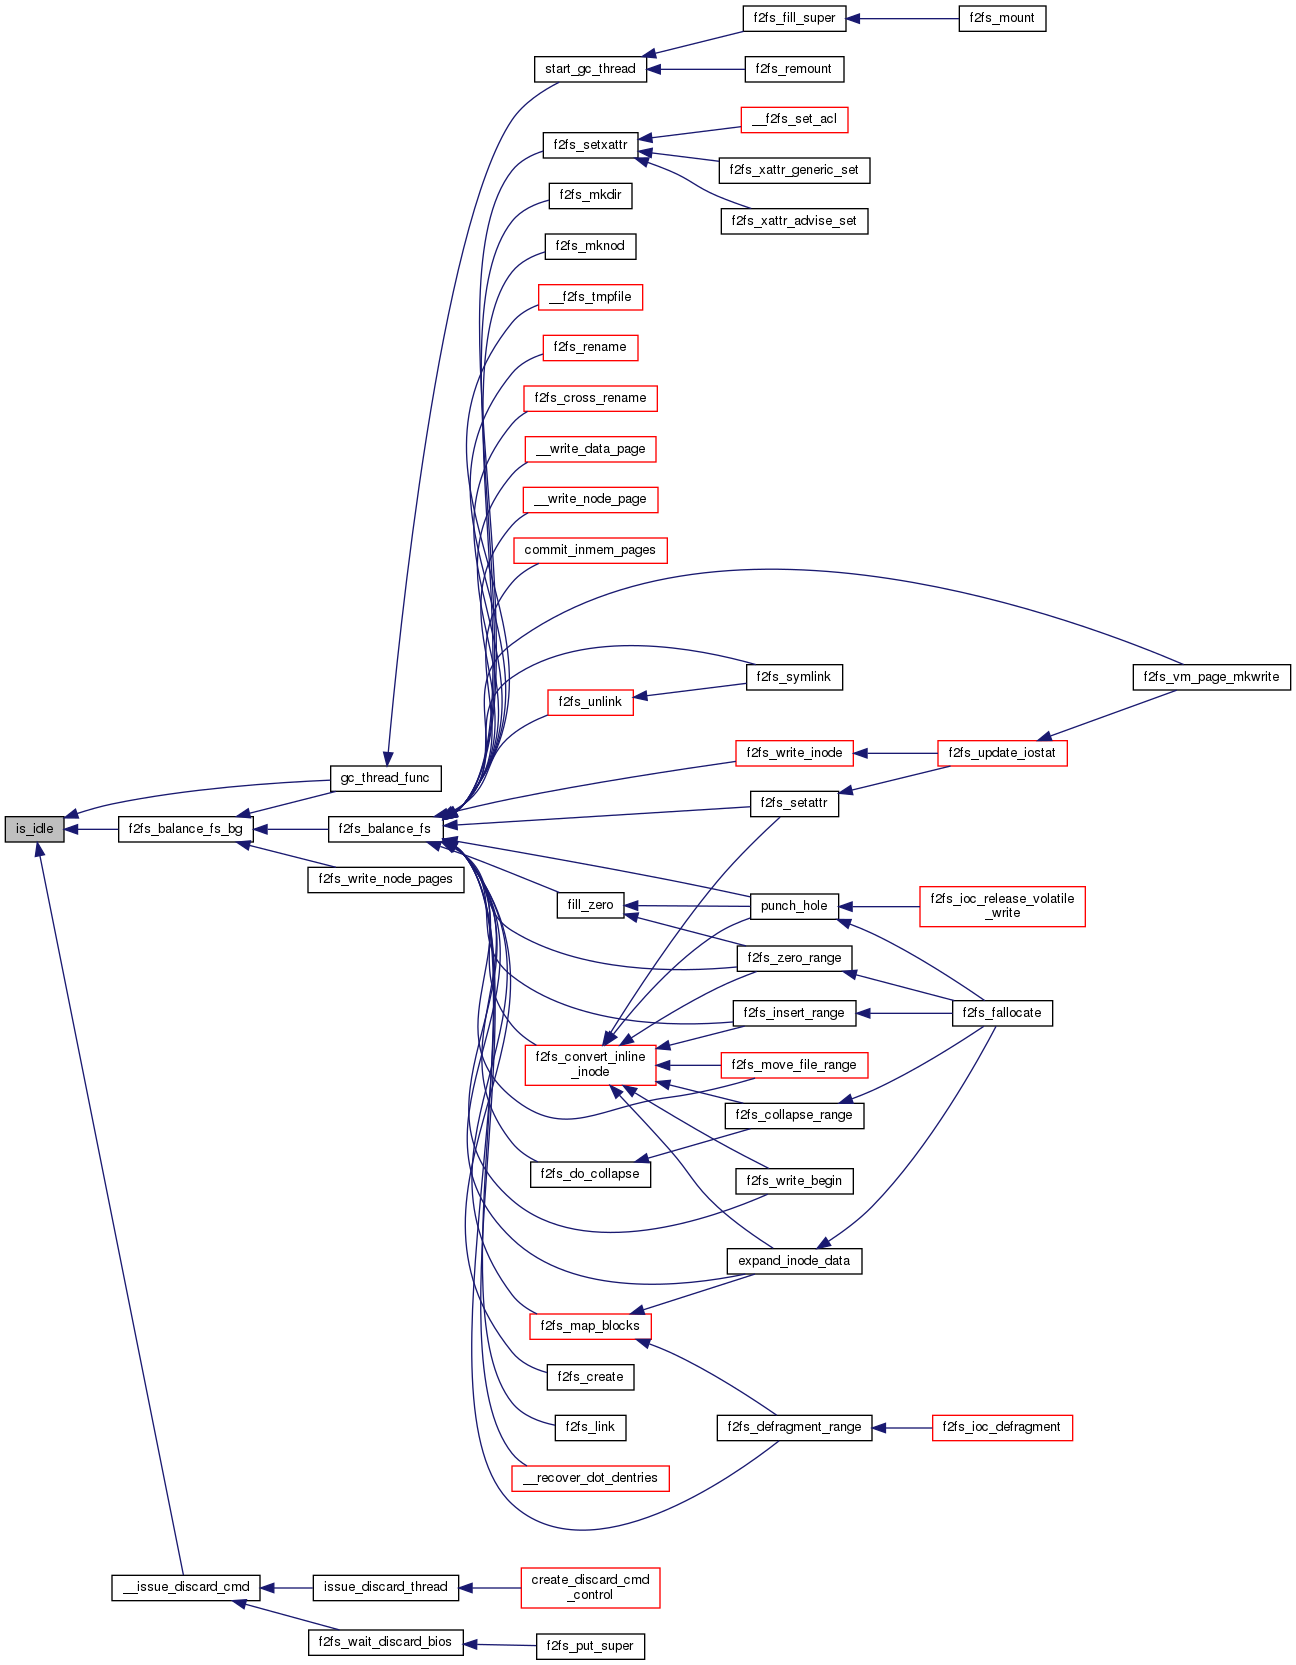 f2fs_fill_super
f2fs_mount
start_gc_thread
f2fs_remount
__f2fs_set_acl
f2fs_setxattr
f2fs_xattr_generic_set
f2fs_mkdir
f2fs_xattr_advise_set
f2fs_mknod
__f2fs_tmpfile
f2fs_rename
f2fs_cross_rename
__write_data_page
__write_node_page
commit_inmem_pages
f2fs_symlink
f2fs_vm_page_mkwrite
f2fs_unlink
f2fs_write_inode
f2fs_update_iostat
gc_thread_func
f2fs_setattr
is_idle
f2fs_balance_fs_bg
f2fs_balance_fs
f2fs_write_node_pages
fill_zero
punch_hole
f2fs_ioc_release_volatile
_write
f2fs_zero_range
f2fs_insert_range
f2fs_fallocate
f2fs_convert_inline
_inode
f2fs_move_file_range
f2fs_collapse_range
f2fs_do_collapse
f2fs_write_begin
expand_inode_data
f2fs_map_blocks
f2fs_create
f2fs_link
f2fs_defragment_range
f2fs_ioc_defragment
__recover_dot_dentries
__issue_discard_cmd
issue_discard_thread
create_discard_cmd
_control
f2fs_wait_discard_bios
f2fs_put_super